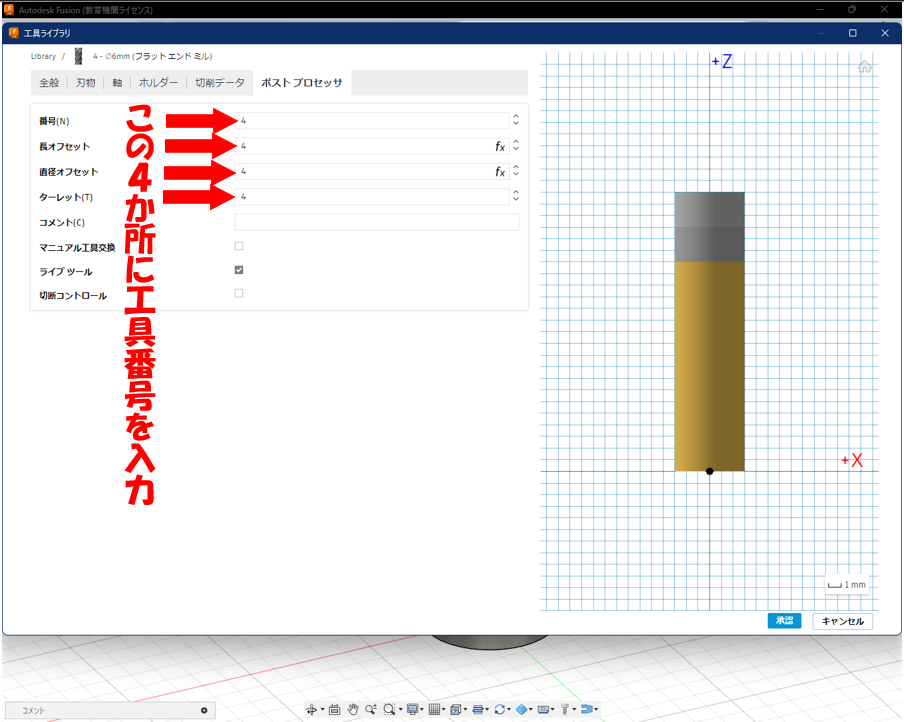 Autodesk Fusion (教育機関ライセンス)
工具ライブラリ
Library / 4 - ∅6mm (フラット エンド ミル)
全般 刃物 軸 ホルダー 切削データ ポスト プロセッサ
番号(N) 4
長オフセット 4 fx
直径オフセット 4 fx
ターレット(T) 4
コメント(C)
マニュアル工具交換
ライブ ツール
切断コントロール
この4か所に工具番号を入力
+Z
+X
1 mm
承認 キャンセル
コメント